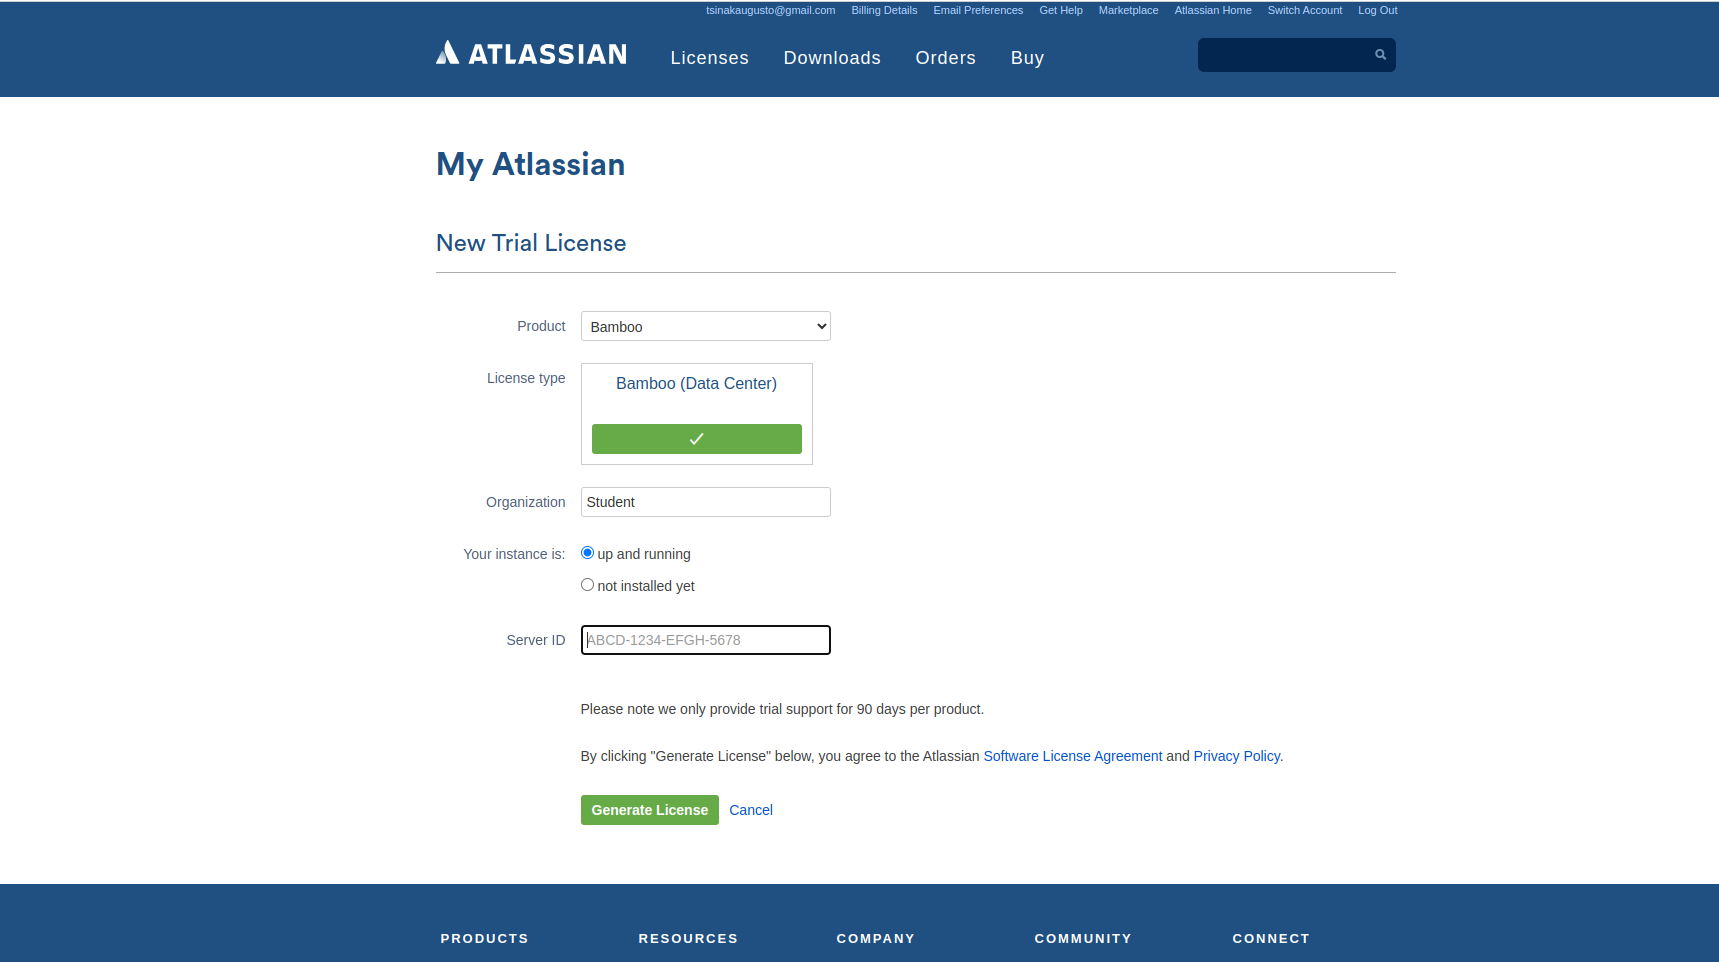 tsinakaugusto@gmail.com Billing Details Email Preferences Get Help Marketplace Atlassian Home Switch Account Log Out
ATLASSIAN Licenses Downloads Orders Buy
My Atlassian
New Trial License
Product Bamboo
License type Bamboo (Data Center)
Organization Student
Your instance is: up and running
not installed yet
Server ID ABCD-1234-EFGH-5678
Please note we only provide trial support for 90 days per product.
By clicking "Generate License" below, you agree to the Atlassian Software License Agreement and Privacy Policy.
Generate License Cancel
PRODUCTS RESOURCES COMPANY COMMUNITY CONNECT